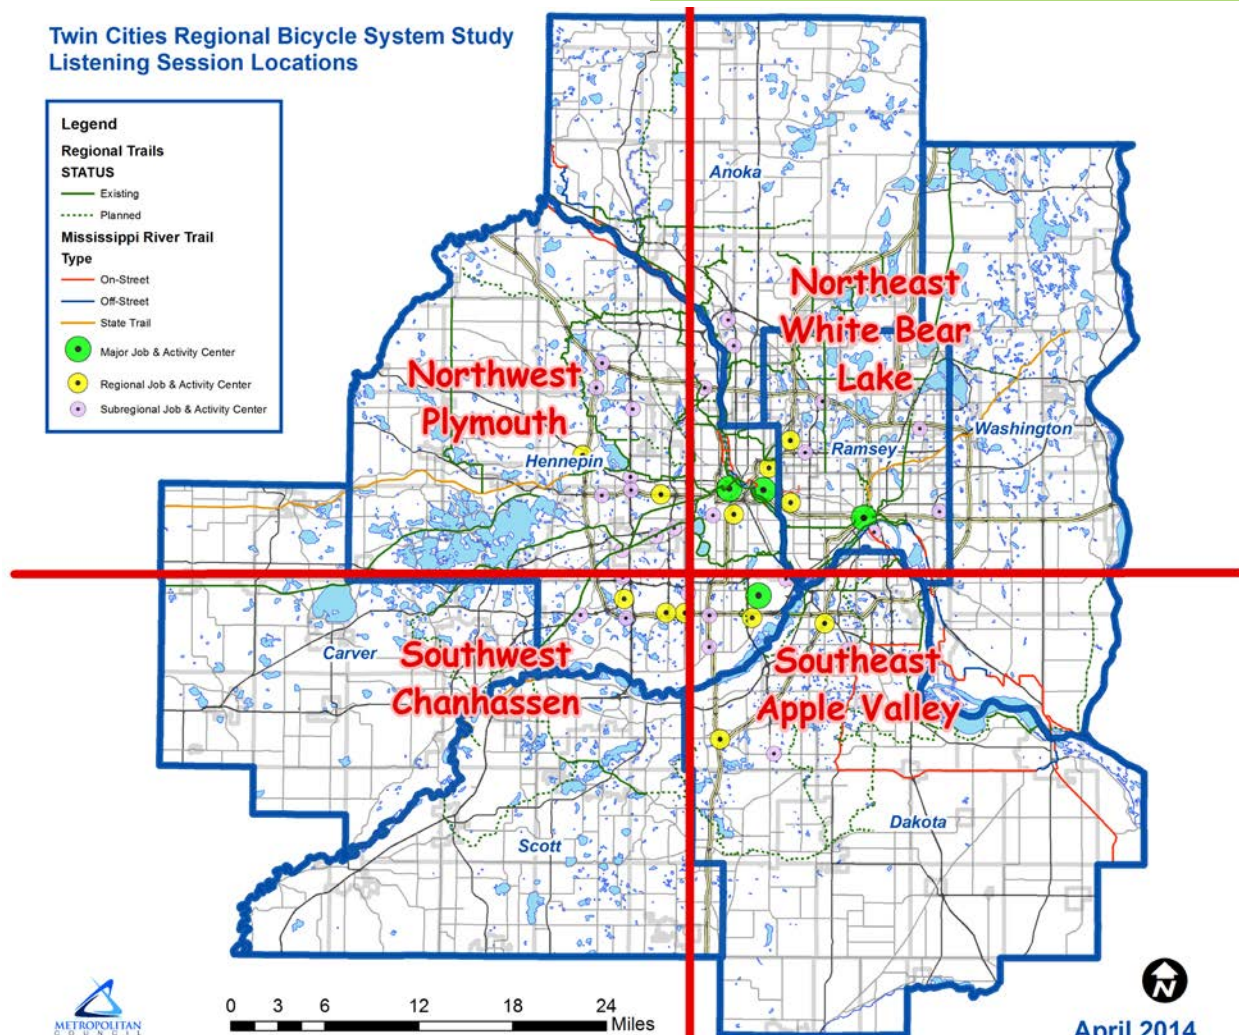 Twin Cities Regional Bicycle System Study
Listening Session Locations
Legend
Regional Trails
STATUS
Existing
Planned
Mississippi River Trail
Type
On-Street
Off-Street
State Trail
Major Job & Activity Center
Regional Job & Activity Center
Subregional Job & Activity Center
Anoka
Northeast
White Bear
Lake
Northwest
Plymouth
Hennepin
Ramsey
Washington
Carver
Southwest
Chanhassen
Southeast
Apple Valley
Scott
Dakota
METROPOLITAN
COUNCIL
0 3 6 12 18 24
Miles
N
April 2014